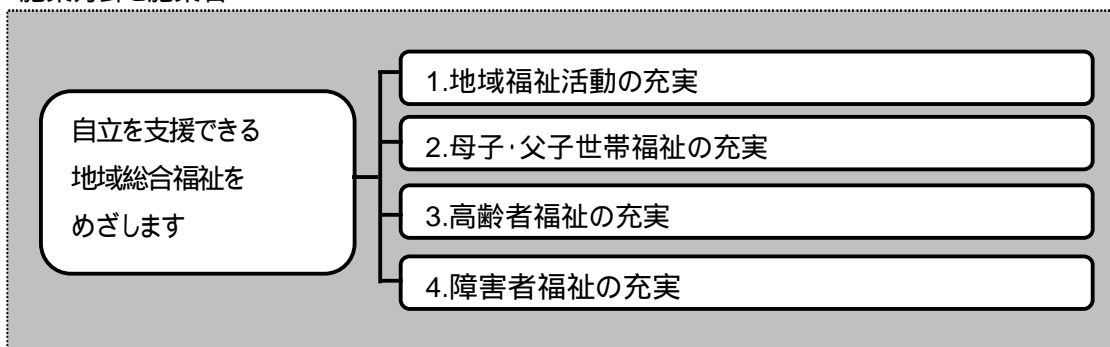 自立を支援できる
地域総合福祉を
めざします
1.地域福祉活動の充実
2.母子･父子世帯福祉の充実
3.高齢者福祉の充実
4.障害者福祉の充実